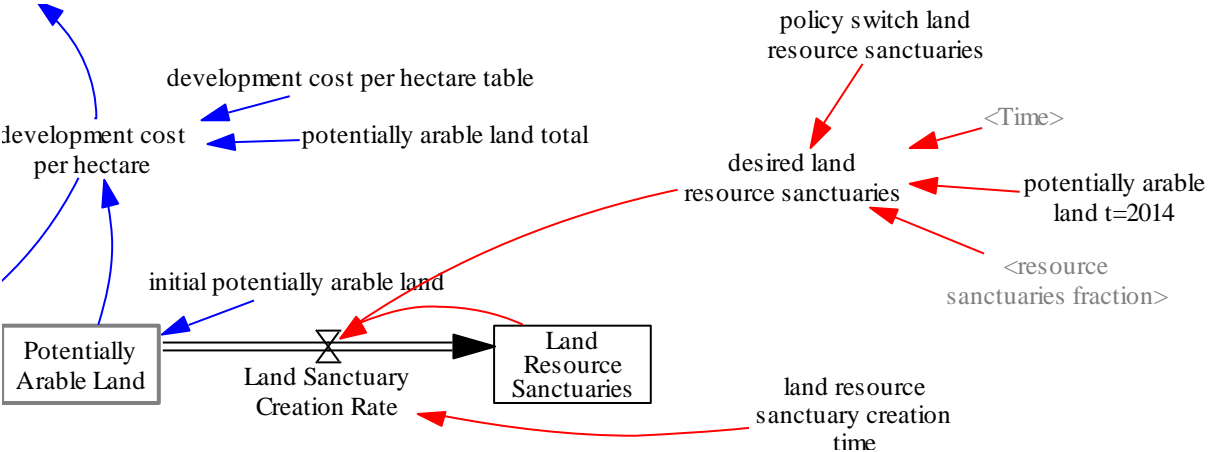 policy switch land
resource sanctuaries
development cost per hectare table
<Time>
development cost
per hectare
potentially arable land total
desired land
resource sanctuaries
potentially arable
land t=2014
<resource
sanctuaries fraction>
initial potentially arable land
Potentially
Arable Land
Land
Resource
Sanctuaries
Land Sanctuary
Creation Rate
land resource
sanctuary creation
time